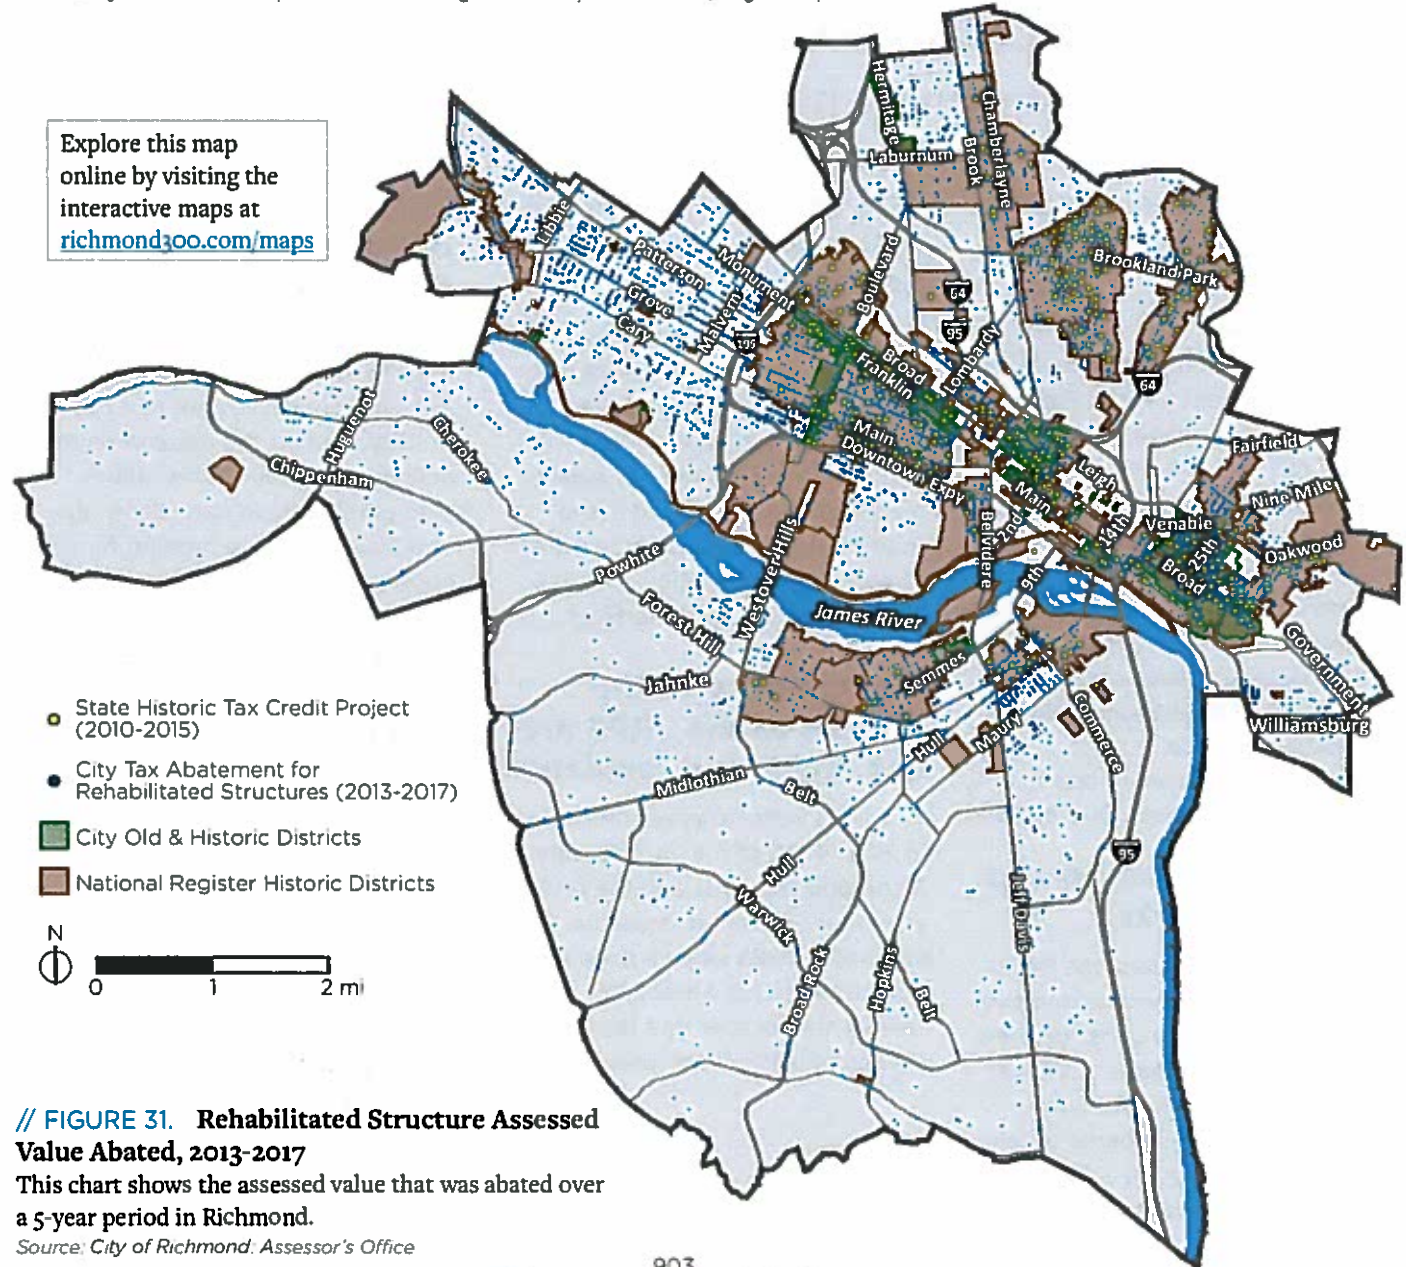 Explore this map
online by visiting the
interactive maps at
richmond300.com/maps
Hermitage
Chamberlayne
Laburnum
Brook
Libbie
Patterson
Monument
Boulevard
Brookland Park
Grove
Malvern
Cary
64
95
195
Broad
Lombardy
Franklin
64
Huguenot
Cherokee
Chippenham
Main
Downtown Expy
Fairfield
Leigh
Nine Mile
Main
2nd
14th
Venable
25th
Oakwood
Belvidere
Broad
9th
Powhite
Westover Hills
James River
Forest Hill
Government
Semmes
Jahnke
Williamsburg
Commerce
Maury
Hull
State Historic Tax Credit Project
(2010-2015)
City Tax Abatement for
Rehabilitated Structures (2013-2017)
City Old & Historic Districts
National Register Historic Districts
Midlothian
Belt
95
Hull
Warwick
Jeff Davis
Broad Rock
Hopkins
Belt
N
0 1 2 mi
// FIGURE 31. Rehabilitated Structure Assessed
Value Abated, 2013-2017
This chart shows the assessed value that was abated over
a 5-year period in Richmond.
Source: City of Richmond: Assessor's Office